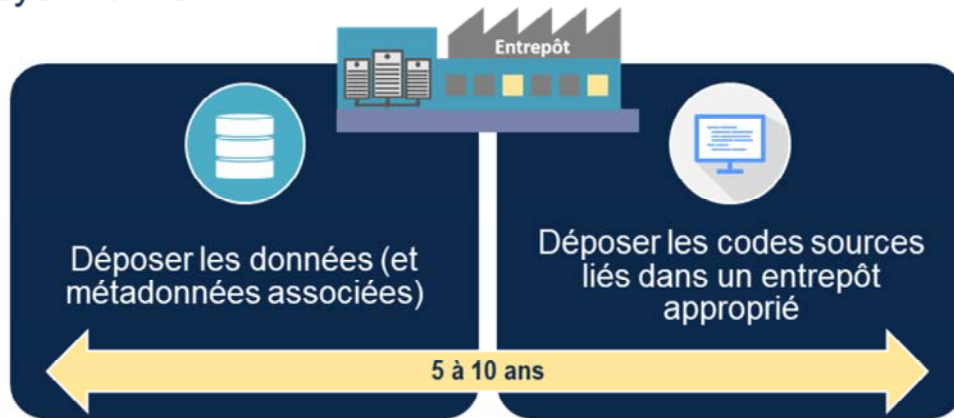 Entrepôt
Déposer les données (et
métadonnées associées)
Déposer les codes sources
liés dans un entrepôt
approprié
5 à 10 ans